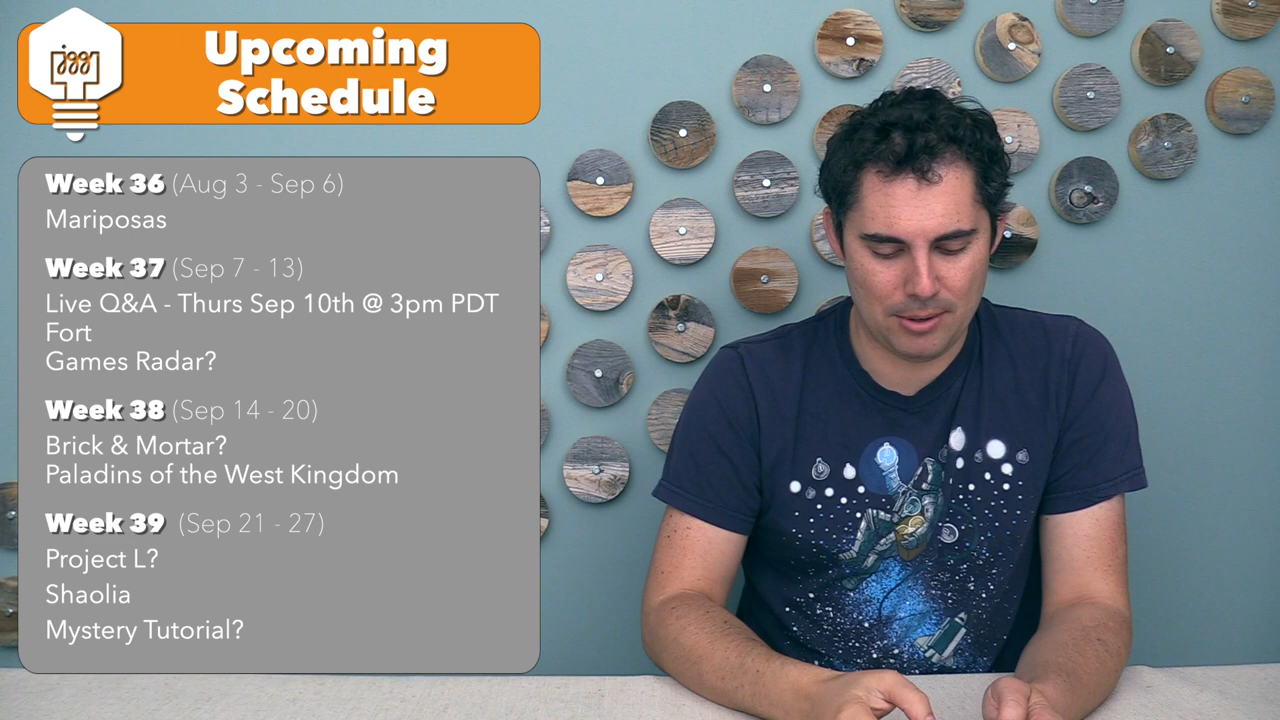 jggj
Upcoming
Schedule
Week 36 (Aug 3 - Sep 6)
Mariposas
Week 37 (Sep 7 - 13)
Live Q&A - Thurs Sep 10th @ 3pm PDT
Fort
Games Radar?
Week 38 (Sep 14 - 20)
Brick & Mortar?
Paladins of the West Kingdom
Week 39 (Sep 21 - 27)
Project L?
Shaolia
Mystery Tutorial?